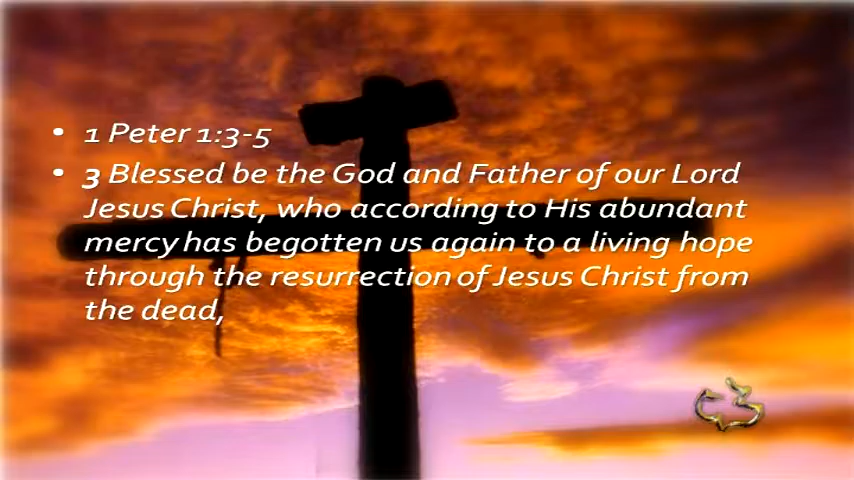 • 1 Peter 1:3-5
• 3 Blessed be the God and Father of our Lord
Jesus Christ, who according to His abundant
mercy has begotten us again to a living hope
through the resurrection of Jesus Christ from
the dead,